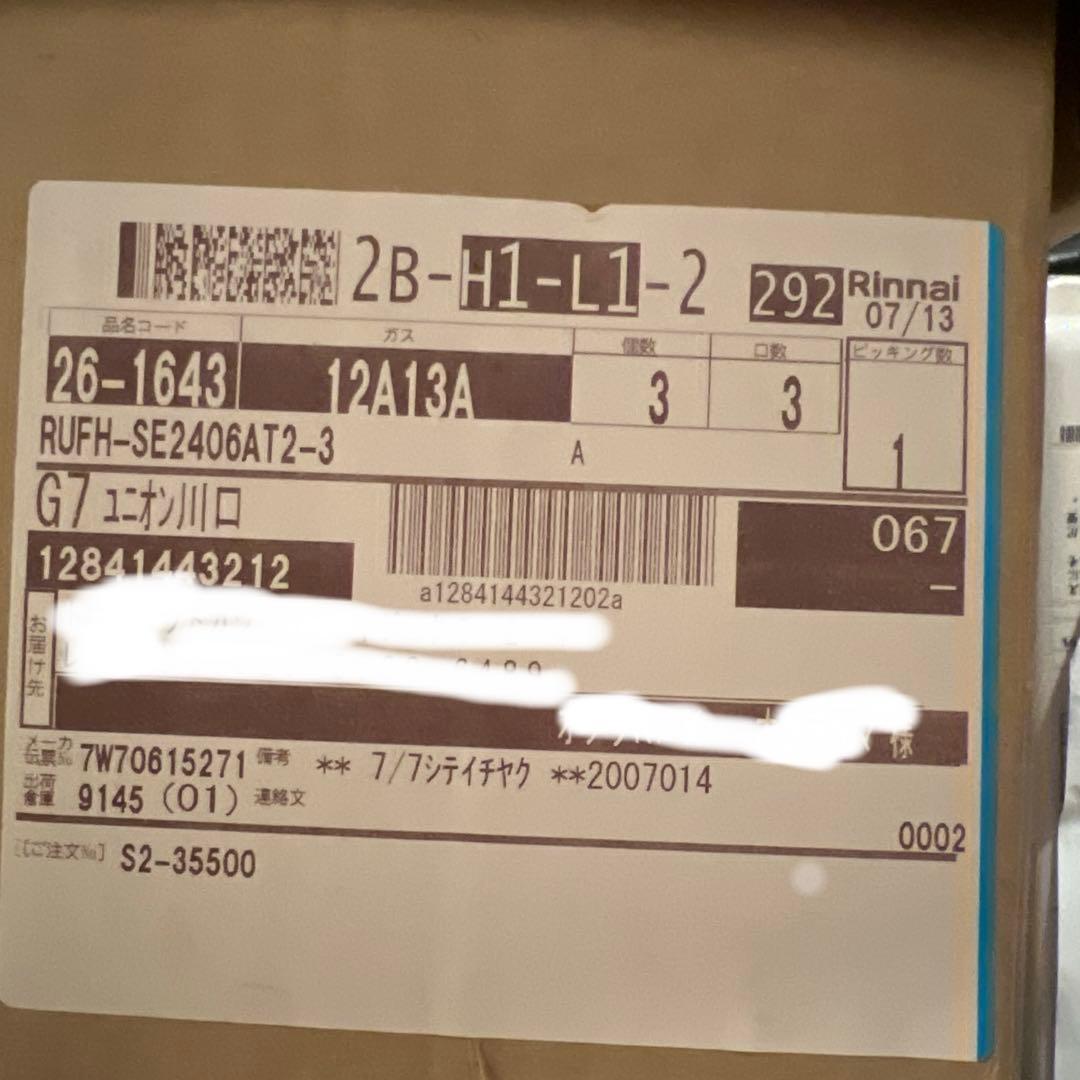 2B-H1-L1-2 292 Rinnai
07/13
品名コード ガス 個数 口数 ピッキング数
26-1643 12A13A 3 3 1
RUFH-SE2406AT2-3 A
G7 ユニオン川口
12841443212
a1284144321202a
067
-
お届け先
様
メーカ伝票No 7W70615271 備考 ** 7/7シテイチヤク **2007014
出荷倉庫 9145 (01) 連絡文
0002
[ご注文No] S2-35500